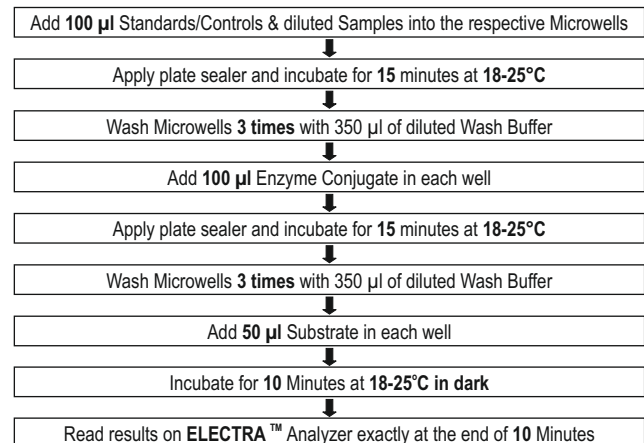 Add 100 µl Standards/Controls & diluted Samples into the respective Microwells
Apply plate sealer and incubate for 15 minutes at 18-25°C
Wash Microwells 3 times with 350 µl of diluted Wash Buffer
Add 100 µl Enzyme Conjugate in each well
Apply plate sealer and incubate for 15 minutes at 18-25°C
Wash Microwells 3 times with 350 µl of diluted Wash Buffer
Add 50 µl Substrate in each well
Incubate for 10 Minutes at 18-25°C in dark
Read results on ELECTRA™ Analyzer exactly at the end of 10 Minutes